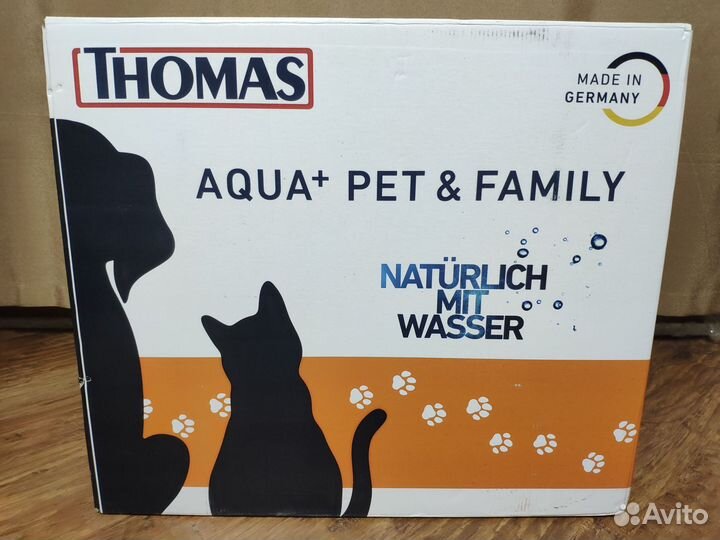 THOMAS
MADE IN
GERMANY
AQUA+ PET & FAMILY
NATÜRLICH
MIT
WASSER
Avito